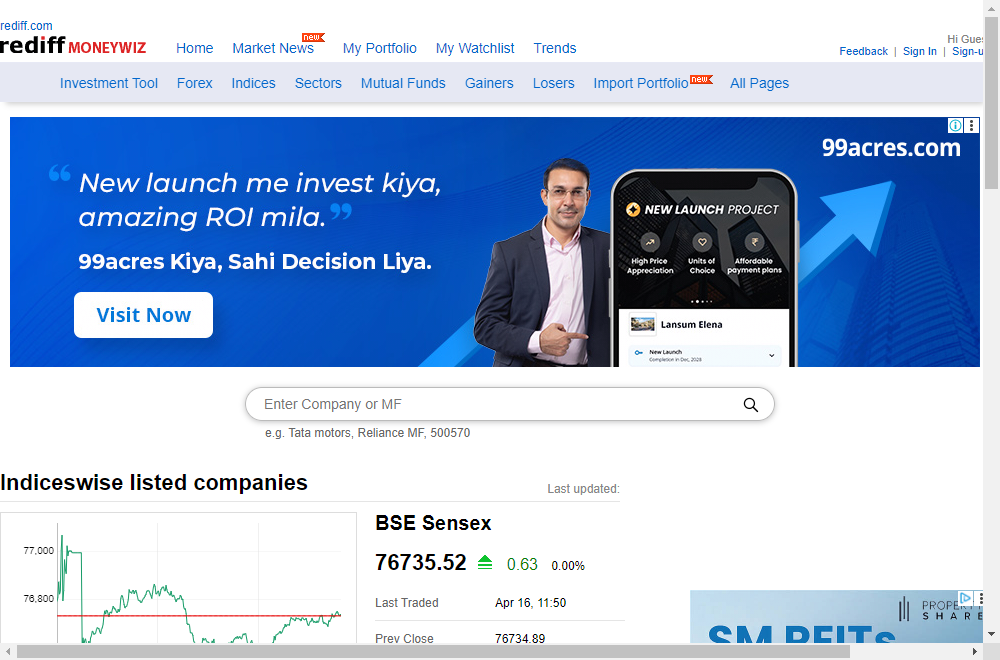 rediff.com
rediff MONEYWIZ
Home Market News new My Portfolio My Watchlist Trends
Hi Gues
Feedback | Sign In | Sign-u
Investment Tool Forex Indices Sectors Mutual Funds Gainers Losers Import Portfolio new All Pages
99acres.com
“New launch me invest kiya,
amazing ROI mila.”
99acres Kiya, Sahi Decision Liya.
Visit Now
NEW LAUNCH PROJECT
High Price Appreciation
Units of Choice
Affordable payment plans
Lansum Elena
New Launch
Completion in Dec, 2028
Enter Company or MF
e.g. Tata motors, Reliance MF, 500570
Indiceswise listed companies
Last updated:
77,000
76,800
BSE Sensex
76735.52 0.63 0.00%
Last Traded Apr 16, 11:50
Prev Close 76734.89
PROPERTY
SHARE
SM REITs